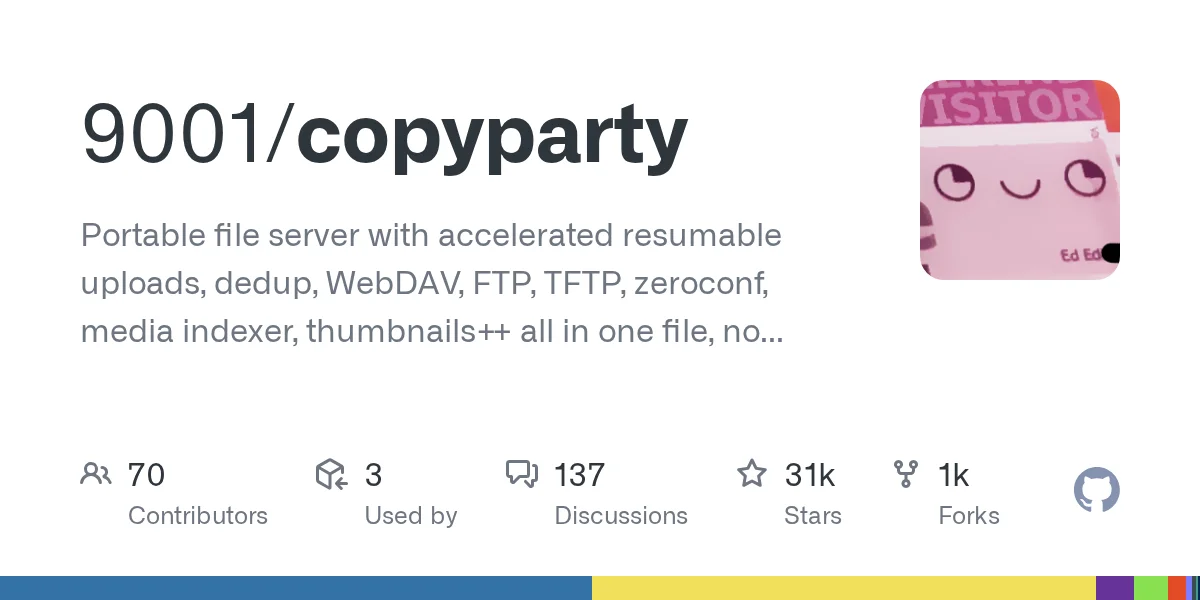 9001/copyparty
Portable file server with accelerated resumable
uploads, dedup, WebDAV, FTP, TFTP, zeroconf,
media indexer, thumbnails++ all in one file, no...
VISITOR
Ed Ed
70
Contributors
3
Used by
137
Discussions
31k
Stars
1k
Forks